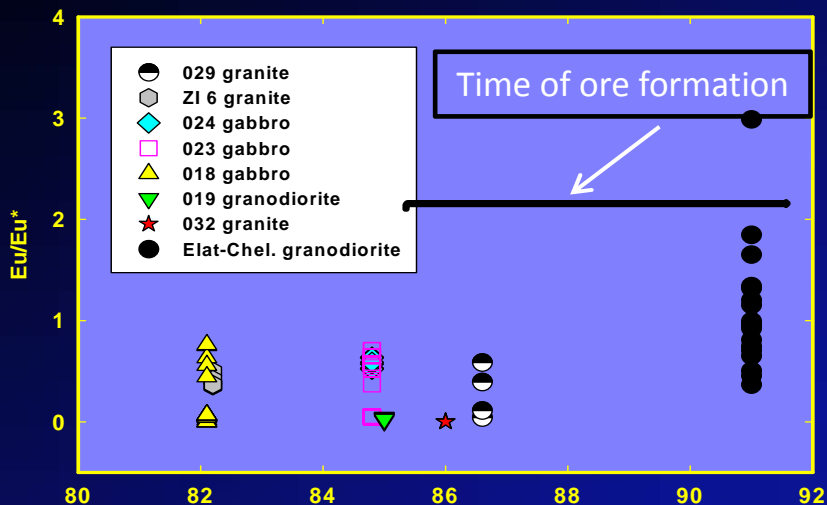 4
3
2
1
0
Eu/Eu*
029 granite
ZI 6 granite
024 gabbro
023 gabbro
018 gabbro
019 granodiorite
032 granite
Elat-Chel. granodiorite
Time of ore formation
80 82 84 86 88 90 92